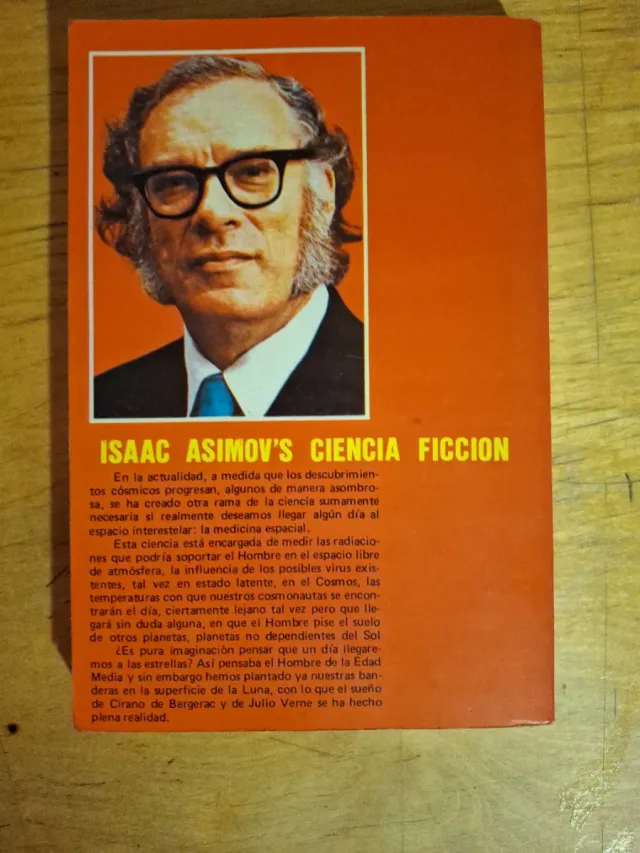 ISAAC ASIMOV'S CIENCIA FICCION
En la actualidad, a medida que los descubrimien-
tos cósmicos progresan, algunos de manera asombro-
sa, se ha creado otra rama de la ciencia sumamente
necesaria si realmente deseamos llegar algún día al
espacio interestelar: la medicina espacial.
Esta ciencia está encargada de medir las radiacio-
nes que podría soportar el Hombre en el espacio libre
de atmósfera, la influencia de los posibles virus exis-
tentes, tal vez en estado latente, en el Cosmos, las
temperaturas con que nuestros cosmonautas se encon-
trarán el día, ciertamente lejano tal vez pero que lle-
gará sin duda alguna, en que el Hombre pise el suelo
de otros planetas, planetas no dependientes del Sol
¿Es pura imaginación pensar que un día ilegare-
mos a las estrellas? Así pensaba el Hombre de la Edad
Media y sin embargo hemos plantado ya nuestras ban-
deras en la superficie de la Luna, con lo que el sueño
de Cirano de Bergerac y de Julio Verne se ha hecho
plena realidad.